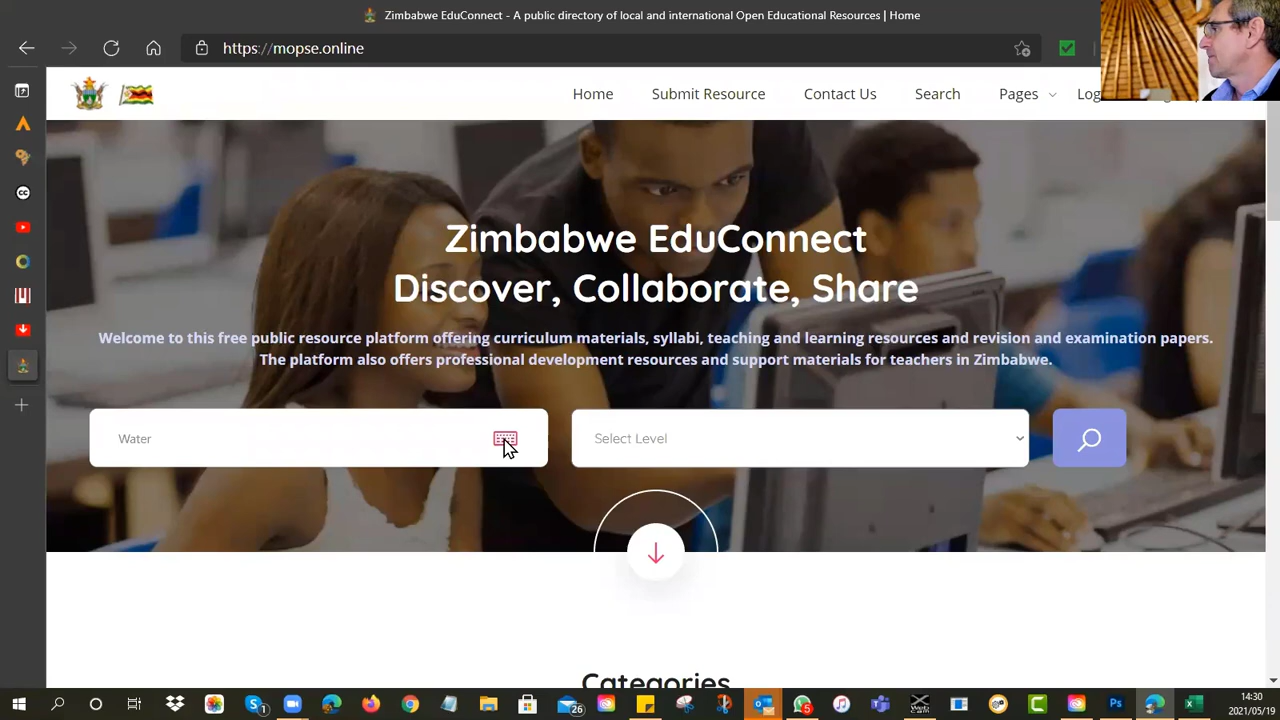 Zimbabwe EduConnect - A public directory of local and international Open Educational Resources | Home
https://mopse.online
Home Submit Resource Contact Us Search Pages
Zimbabwe EduConnect
Discover, Collaborate, Share
Welcome to this free public resource platform offering curriculum materials, syllabi, teaching and learning resources and revision and examination papers.
The platform also offers professional development resources and support materials for teachers in Zimbabwe.
Water Select Level
Categories
14:30
2021/05/19